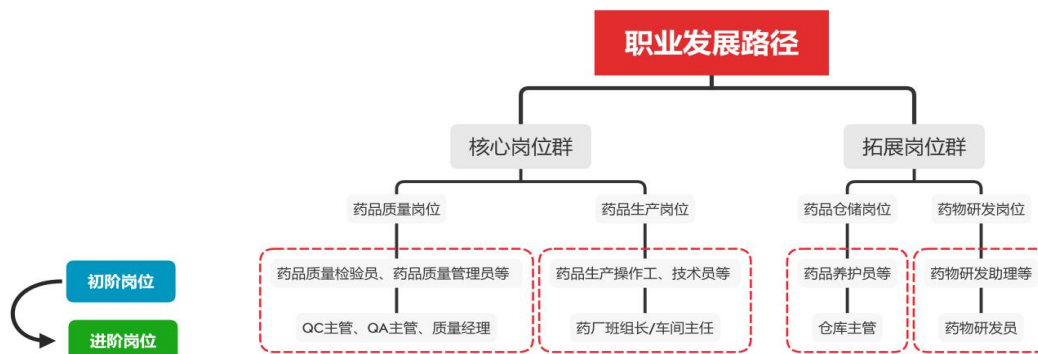 职业发展路径
核心岗位群
拓展岗位群
药品质量岗位
药品生产岗位
药品仓储岗位
药物研发岗位
初阶岗位
药品质量检验员、药品质量管理员等
药品生产操作工、技术员等
药品养护员等
药物研发助理等
进阶岗位
QC主管、QA主管、质量经理
药厂班组长/车间主任
仓库主管
药物研发员